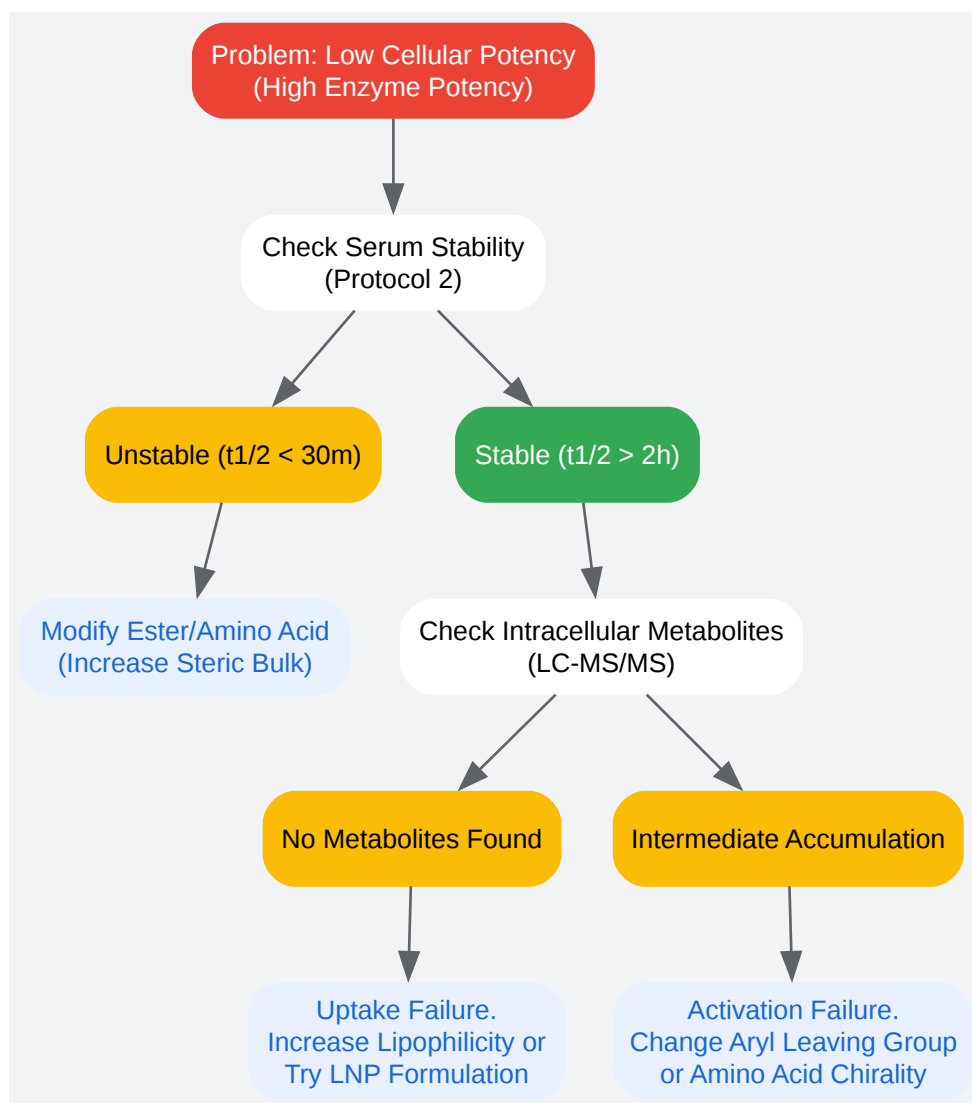 Problem: Low Cellular Potency
(High Enzyme Potency)
Check Serum Stability
(Protocol 2)
Unstable (t1/2 < 30m)
Stable (t1/2 > 2h)
Modify Ester/Amino Acid
(Increase Steric Bulk)
Check Intracellular Metabolites
(LC-MS/MS)
No Metabolites Found
Intermediate Accumulation
Uptake Failure.
Increase Lipophilicity or
Try LNP Formulation
Activation Failure.
Change Aryl Leaving Group
or Amino Acid Chirality